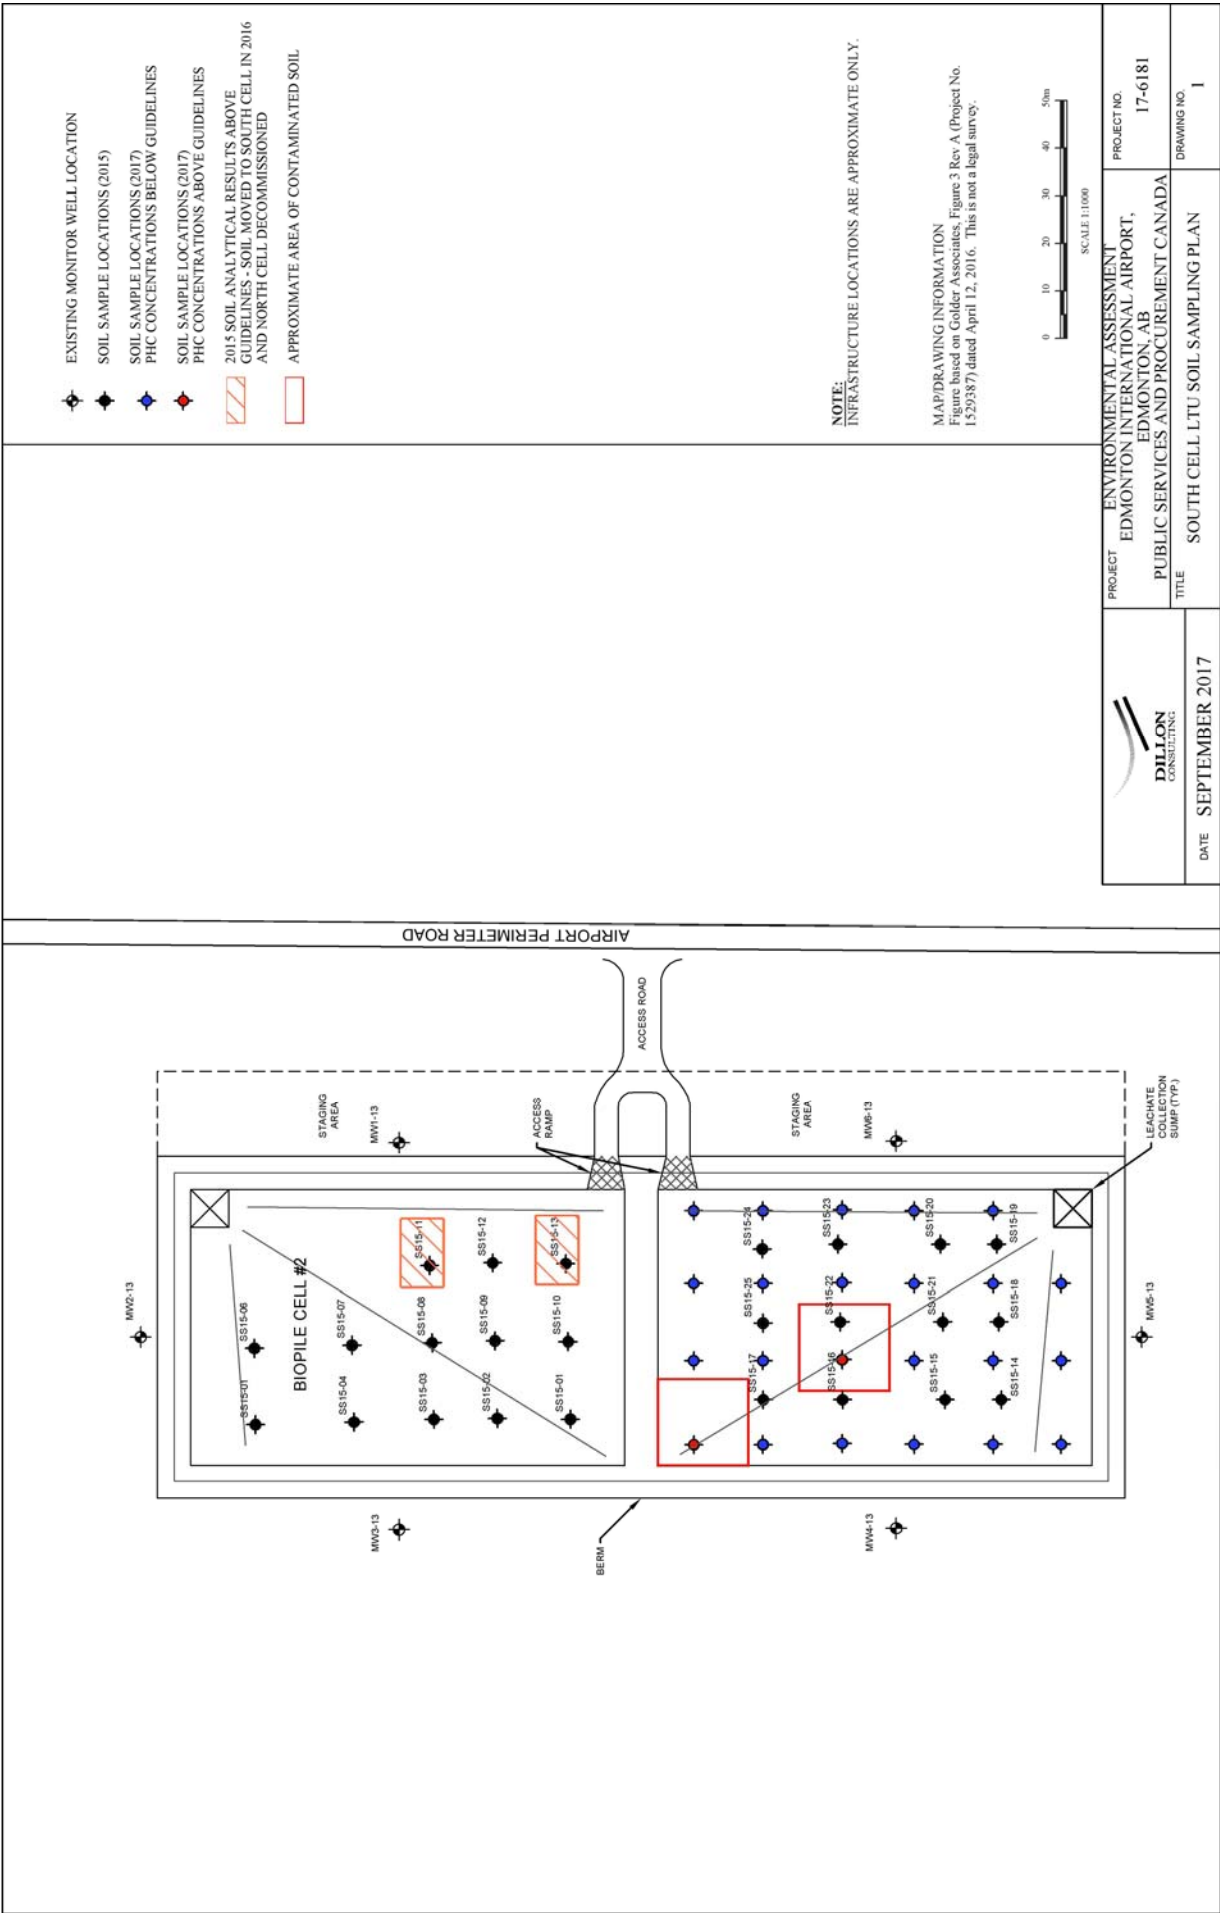 EXISTING MONITOR WELL LOCATION
SOIL SAMPLE LOCATIONS (2015)
SOIL SAMPLE LOCATIONS (2017)
PHC CONCENTRATIONS BELOW GUIDELINES
SOIL SAMPLE LOCATIONS (2017)
PHC CONCENTRATIONS ABOVE GUIDELINES
2015 SOIL ANALYTICAL RESULTS ABOVE
GUIDELINES - SOIL MOVED TO SOUTH CELL IN 2016
AND NORTH CELL DECOMMISSIONED
APPROXIMATE AREA OF CONTAMINATED SOIL
NOTE:
INFRASTRUCTURE LOCATIONS ARE APPROXIMATE ONLY.
MAP/DRAWING INFORMATION
Figure based on Golder Associates, Figure 3 Rev A (Project No.
1529387) dated April 12, 2016. This is not a legal survey.
0 10 20 30 40 50m
SCALE 1:1000
PROJECT
ENVIRONMENTAL ASSESSMENT
EDMONTON INTERNATIONAL AIRPORT,
EDMONTON, AB
PUBLIC SERVICES AND PROCUREMENT CANADA
PROJECT NO.
17-6181
TITLE
SOUTH CELL LTU SOIL SAMPLING PLAN
DRAWING NO.
1
DILLON
CONSULTING
DATE SEPTEMBER 2017
AIRPORT PERIMETER ROAD
ACCESS ROAD
STAGING
AREA
MW1-13
ACCESS
RAMP
STAGING
AREA
MW6-13
LEACHATE
COLLECTION
SUMP (TYP.)
MW2-13
BIOPILE CELL #2
SS15-11
SS15-12
SS15-13
SS15-06
SS15-07
SS15-08
SS15-09
SS15-10
SS15-01
SS15-04
SS15-03
SS15-02
SS15-01
SS15-24
SS15-23
SS15-20
SS15-19
SS15-25
SS15-22
SS15-21
SS15-18
SS15-17
SS15-16
SS15-15
SS15-14
MW5-13
MW3-13
BERM
MW4-13